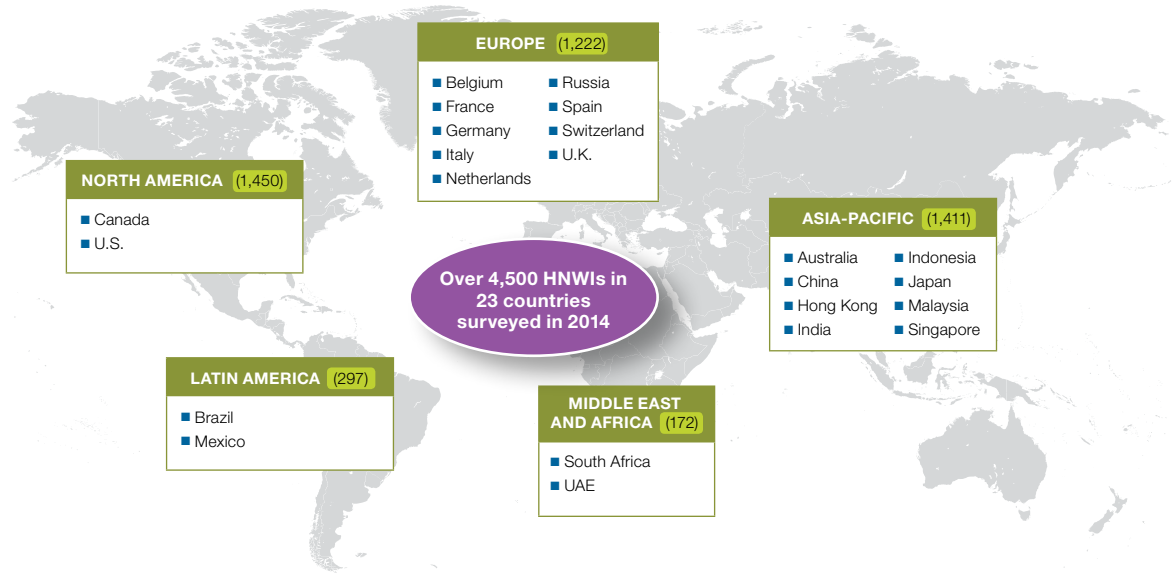 EUROPE (1,222)
Belgium
France
Germany
Italy
Netherlands
Russia
Spain
Switzerland
U.K.
NORTH AMERICA (1,450)
Canada
U.S.
ASIA-PACIFIC (1,411)
Australia
China
Hong Kong
India
Indonesia
Japan
Malaysia
Singapore
Over 4,500 HNWIs in
23 countries
surveyed in 2014
LATIN AMERICA (297)
Brazil
Mexico
MIDDLE EAST
AND AFRICA (172)
South Africa
UAE